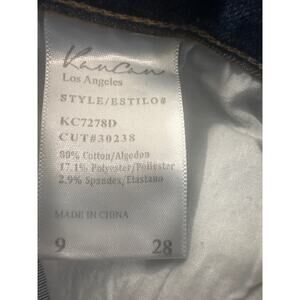 KanCan
Los Angeles
STYLE/ESTILO#
KC7278D
CUT#30238
80% Cotton/Algodon
17.1% Polyester/Poliester
2.9% Spandex/Elastano
MADE IN CHINA
9 28